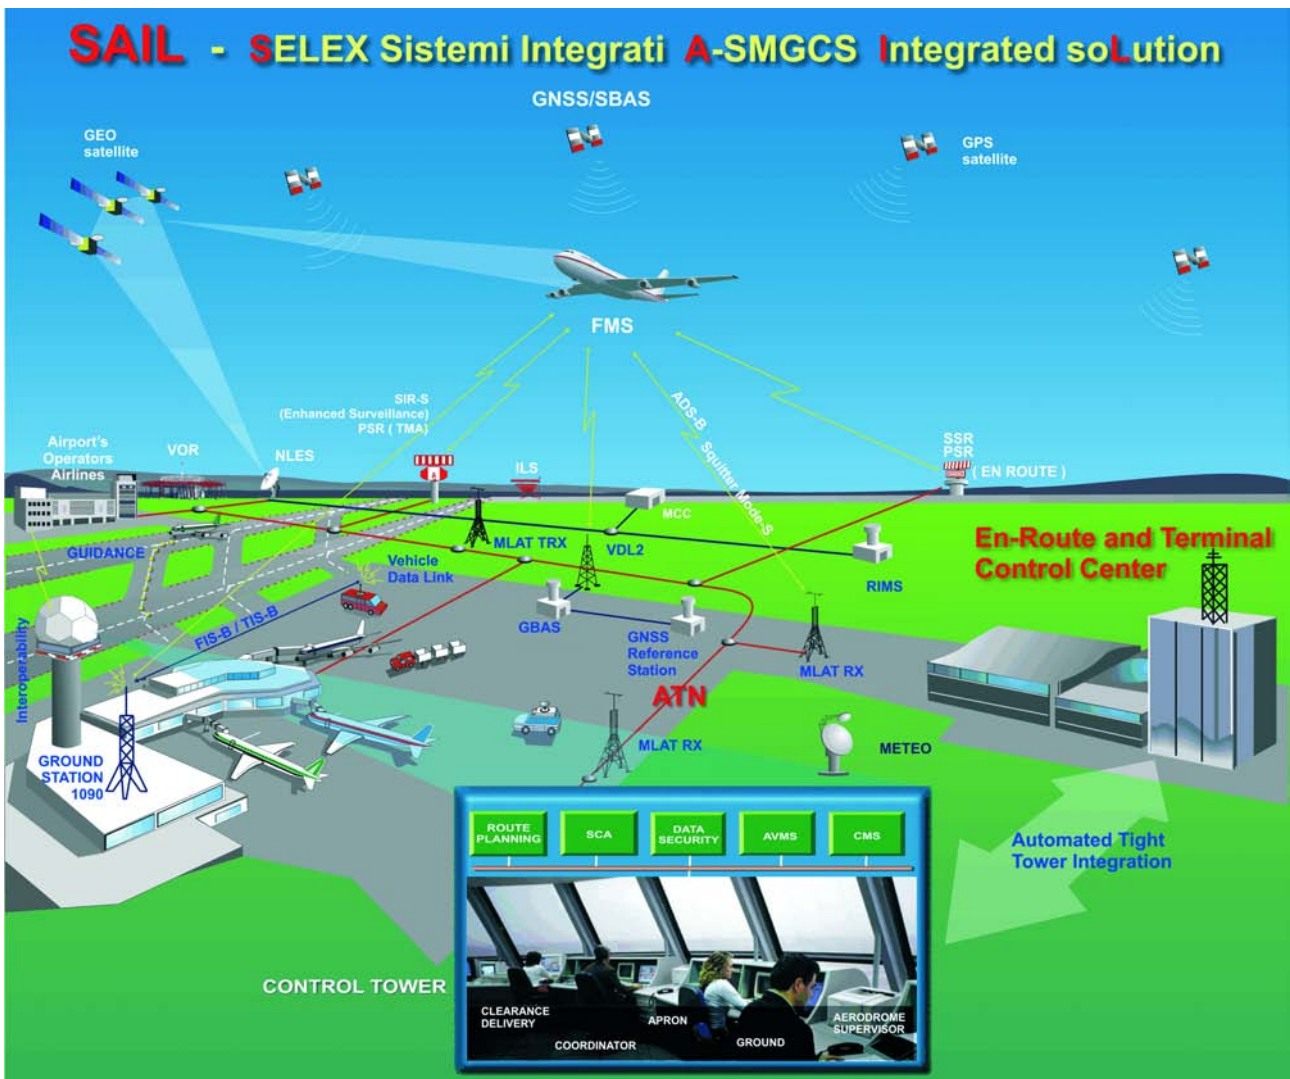 SAIL - SELEX Sistemi Integrati A-SMGCS Integrated soLution
GNSS/SBAS
GEO
satellite
GPS
satellite
FMS
SIR-S
(Enhanced Surveillance)
PSR ( TMA)
ADS-B Squitter Mode-S
SSR
PSR
( EN ROUTE )
Airport's
Operators
Airlines
VOR
NLES
ILS
MCC
GUIDANCE
MLAT TRX
VDL2
RIMS
En-Route and Terminal
Control Center
Vehicle
Data Link
FIS-B / TIS-B
Interoperability
GBAS
GNSS
Reference
Station
MLAT RX
ATN
MLAT RX
METEO
GROUND
STATION
1090
ROUTE
PLANNING
SCA
DATA
SECURITY
AVMS
CMS
Automated Tight
Tower Integration
CONTROL TOWER
CLEARANCE
DELIVERY
COORDINATOR
APRON
GROUND
AERODROME
SUPERVISOR